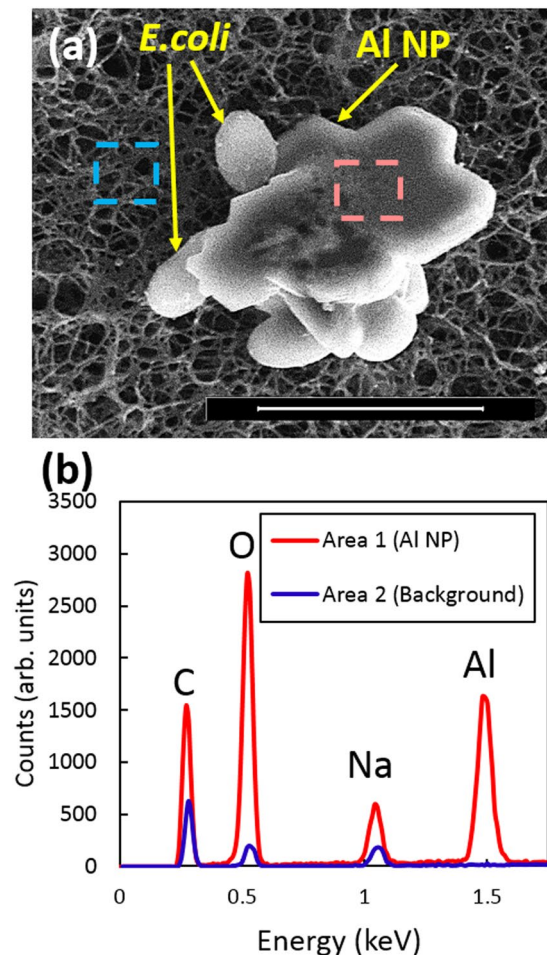 (a)
E.coli
Al NP
(b)
3500
3000
2500
2000
1500
1000
500
0
Counts (arb. units)
Area 1 (Al NP)
Area 2 (Background)
C
O
Na
Al
0
0.5
1
1.5
Energy (keV)